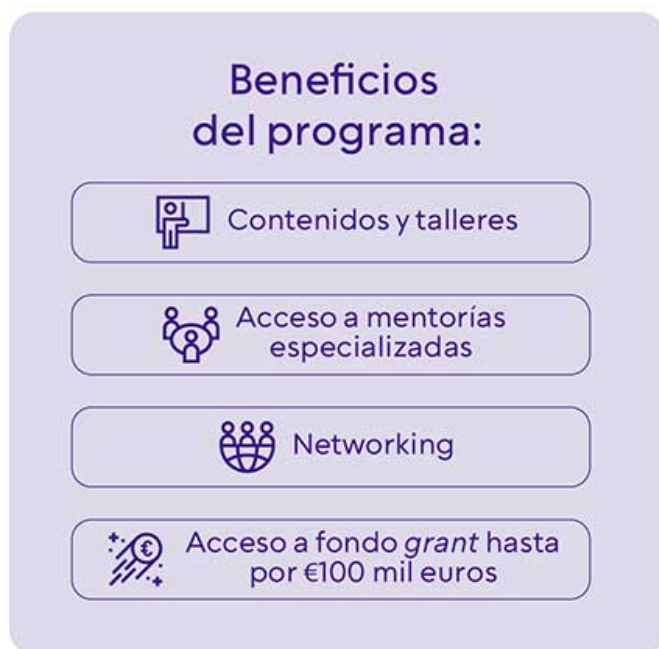 Beneficios
del programa:
Contenidos y talleres
Acceso a mentorías
especializadas
Networking
Acceso a fondo grant hasta
por €100 mil euros